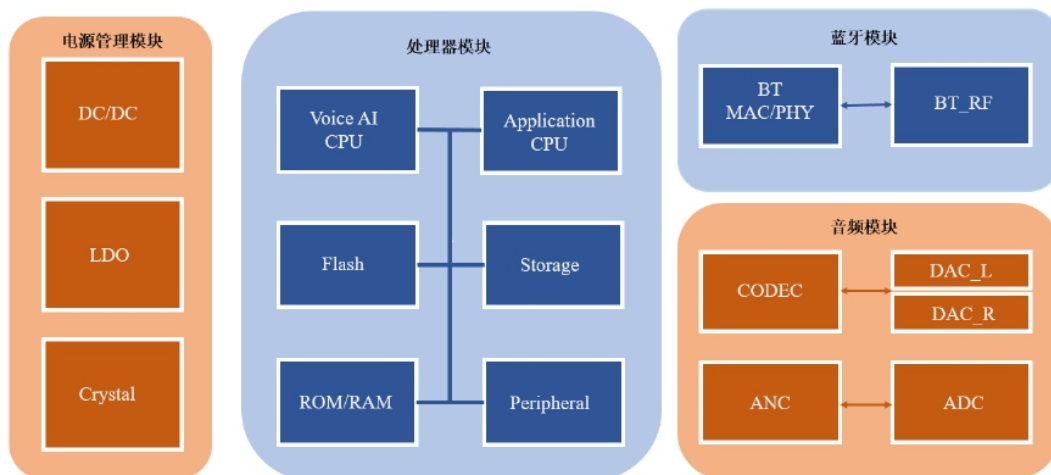 电源管理模块
DC/DC
LDO
Crystal
处理器模块
Voice AI
CPU
Application
CPU
Flash
Storage
ROM/RAM
Peripheral
蓝牙模块
BT
MAC/PHY
BT_RF
音频模块
CODEC
DAC_L
DAC_R
ANC
ADC